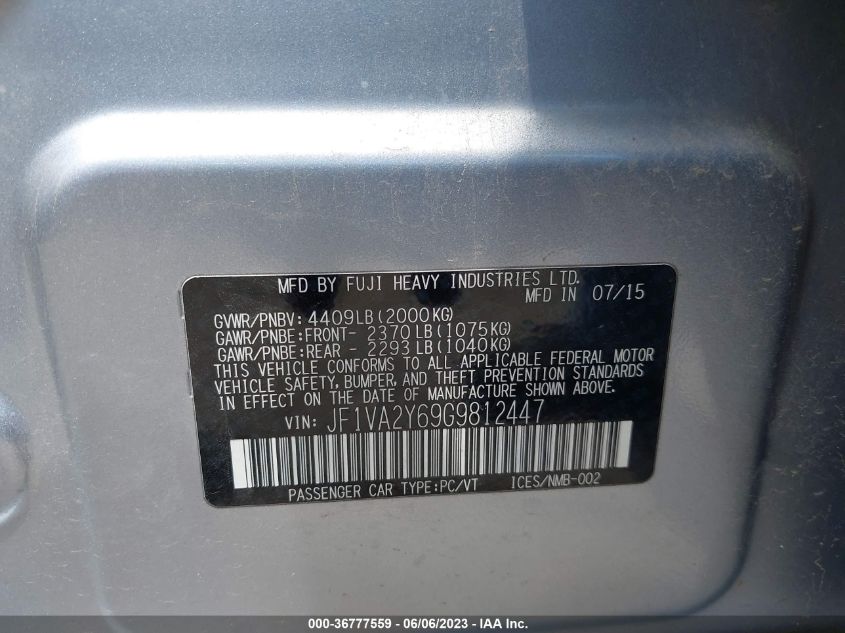 MFD BY FUJI HEAVY INDUSTRIES LTD.
MFD IN 07/15
GVWR/PNBV: 4409LB(2000KG)
GAWR/PNBE:FRONT- 2370LB(1075KG)
GAWR/PNBE:REAR - 2293LB(1040KG)
THIS VEHICLE CONFORMS TO ALL APPLICABLE FEDERAL MOTOR
VEHICLE SAFETY, BUMPER, AND THEFT PREVENTION STANDARDS
IN EFFECT ON THE DATE OF MANUFACTURE SHOWN ABOVE.
VIN: JF1VA2Y69G9812447
PASSENGER CAR TYPE:PC/VT ICES/NMB-002
000-36777559 - 06/06/2023 - IAA Inc.